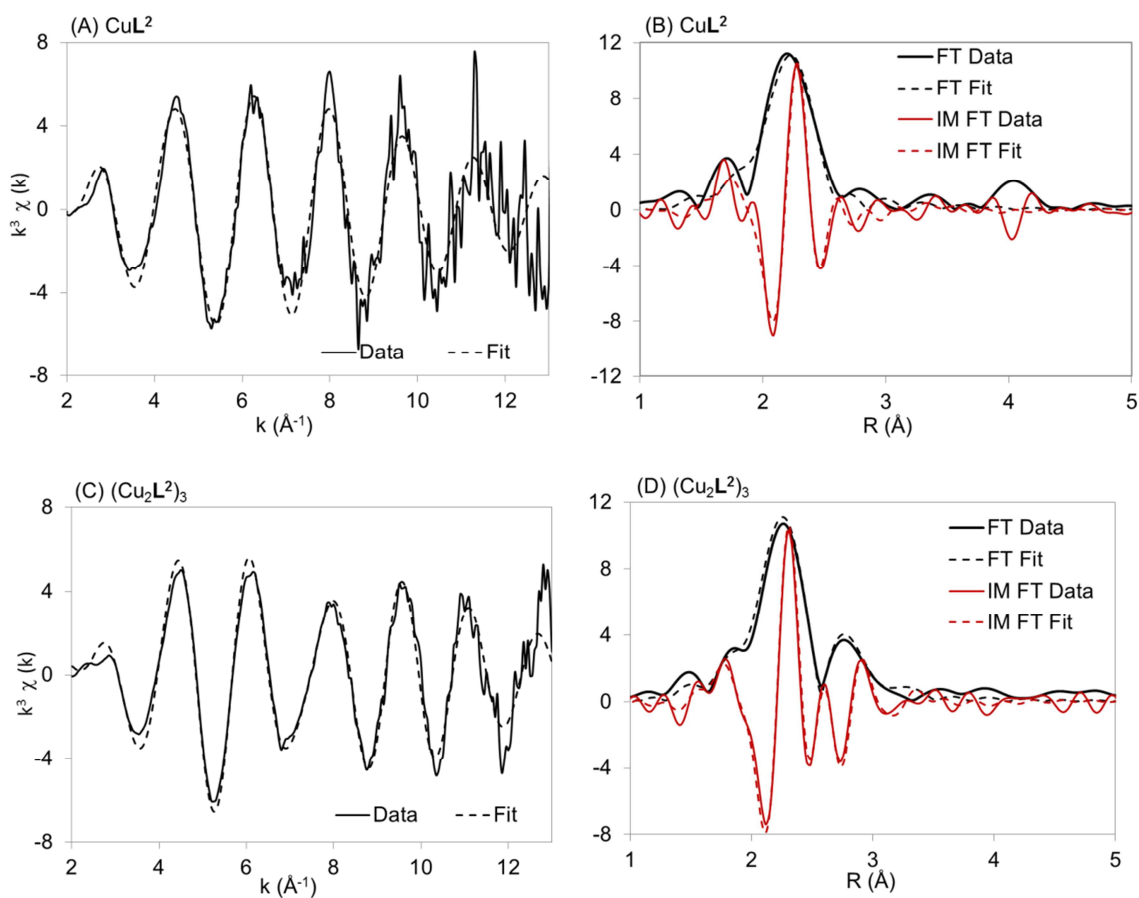 (A) CuL²
8
4
0
-4
-8
k³ χ (k)
Data
Fit
2
4
6
8
10
12
k (Å⁻¹)
(B) CuL²
12
8
4
0
-4
-8
-12
FT Data
FT Fit
IM FT Data
IM FT Fit
1
2
3
4
5
R (Å)
(C) (Cu₂L²)₃
8
4
0
-4
-8
k³ χ (k)
Data
Fit
2
4
6
8
10
12
k (Å⁻¹)
(D) (Cu₂L²)₃
12
8
4
0
-4
-8
FT Data
FT Fit
IM FT Data
IM FT Fit
1
2
3
4
5
R (Å)